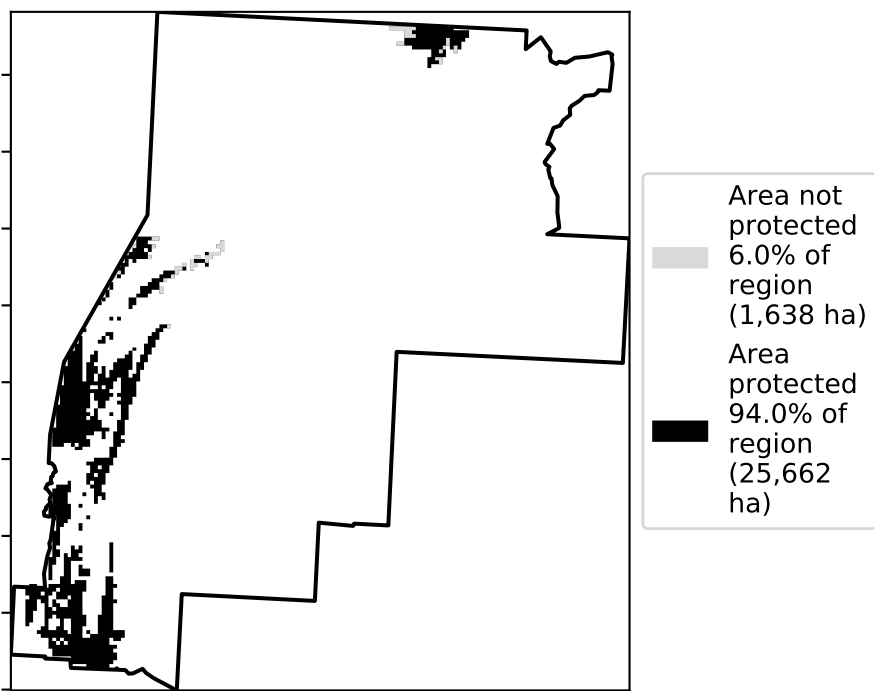 Area not
protected
6.0% of
region
(1,638 ha)
Area
protected
94.0% of
region
(25,662
ha)